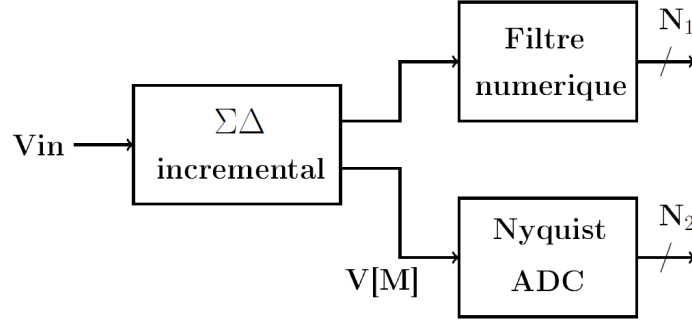 Vin
ΣΔ
incremental
Filtre
numerique
N₁
V[M]
Nyquist
ADC
N₂